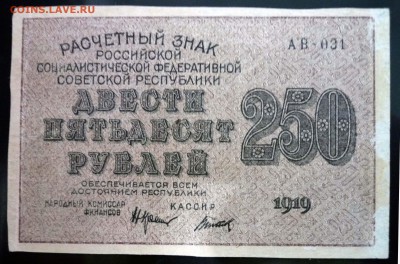 COINS.LAVE.RU
РАСЧЕТНЫЙ ЗНАК
РОССИЙСКОЙ
СОЦИАЛИСТИЧЕСКОЙ ФЕДЕРАТИВНОЙ
СОВЕТСКОЙ РЕСПУБЛИКИ
АВ-031
ДВЕСТИ
ПЯТЬДЕСЯТ
РУБЛЕЙ
250
ОБЕСПЕЧИВАЕТСЯ ВСЕМ
ДОСТОЯНИЕМ РЕСПУБЛИКИ
НАРОДНЫЙ КОМИССАР
ФИНАНСОВ
КАССИР
1919